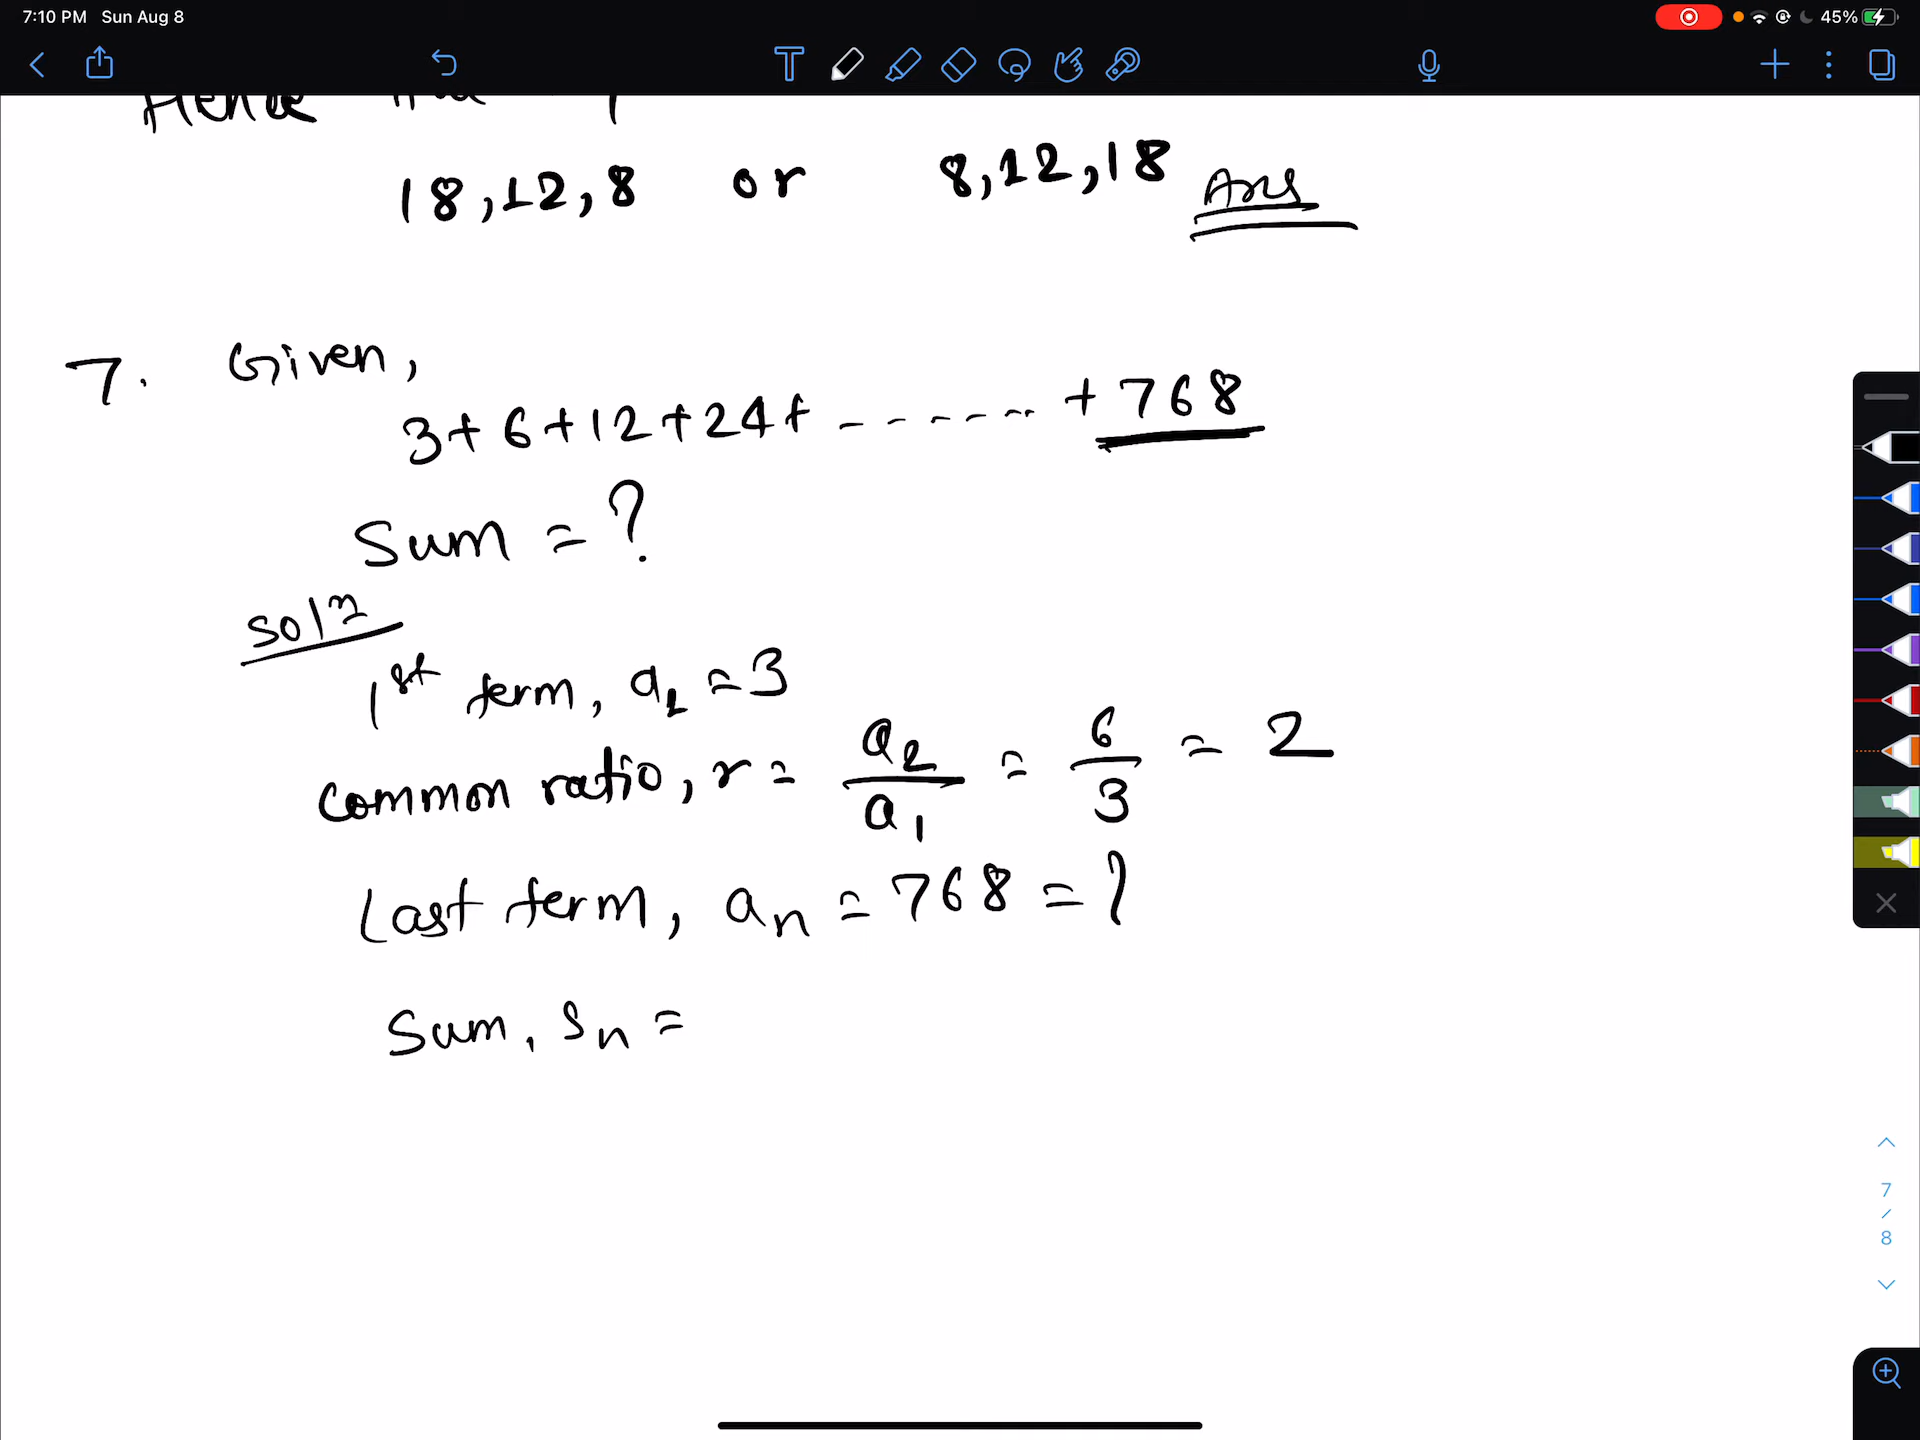 7:10 PM Sun Aug 8
45%
Hence
18,12,8 or 8,12,18 Ans
7. Given,
3+6+12+24+ ------- +768
Sum = ?
Sol n
1st term, a1 = 3
common ratio, r = a2/a1 = 6/3 = 2
Last term, an = 768 = ?
Sum, Sn =
7
/
8